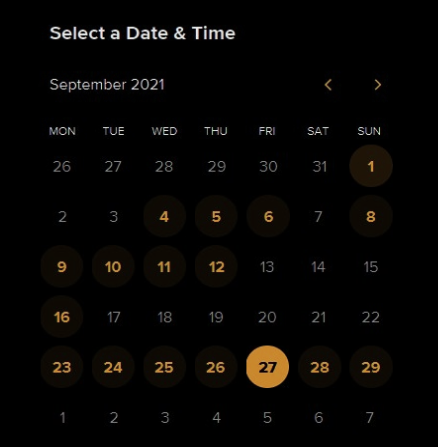 Select a Date & Time
September 2021
MON TUE WED THU FRI SAT SUN
26 27 28 29 30 31 1
2 3 4 5 6 7 8
9 10 11 12 13 14 15
16 17 18 19 20 21 22
23 24 25 26 27 28 29
1 2 3 4 5 6 7